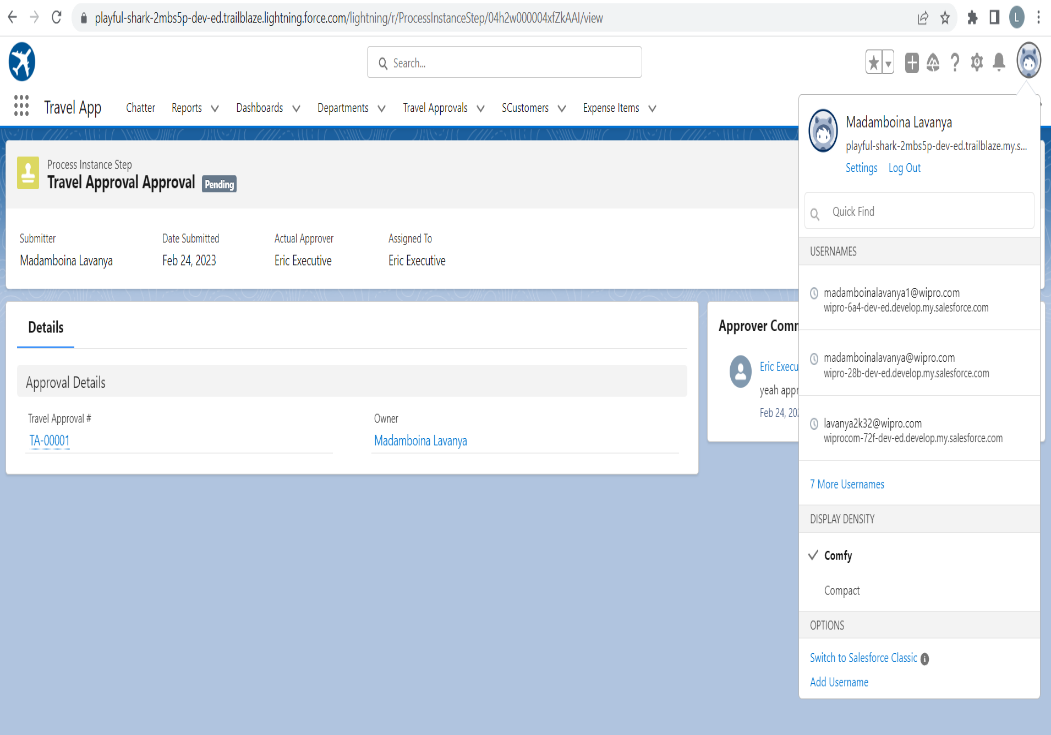 playful-shark-2mbs5p-dev-ed.trailblaze.lightning.force.com/lightning/r/ProcessInstanceStep/04h2w000004xfZkAAI/view
L
Search...
Travel App
Chatter
Reports
Dashboards
Departments
Travel Approvals
SCustomers
Expense Items
Process Instance Step
Travel Approval Approval Pending
Submitter
Date Submitted
Actual Approver
Assigned To
Madamboina Lavanya
Feb 24, 2023
Eric Executive
Eric Executive
Details
Approval Details
Travel Approval #
Owner
TA-00001
Madamboina Lavanya
Approver Comm
Eric Execu
yeah appr
Feb 24, 202
Madamboina Lavanya
playful-shark-2mbs5p-dev-ed.trailblaze.my.s...
Settings Log Out
Quick Find
USERNAMES
madamboinalavanya1@wipro.com
wipro-6a4-dev-ed.develop.my.salesforce.com
madamboinalavanya@wipro.com
wipro-28b-dev-ed.develop.my.salesforce.com
lavanya2k32@wipro.com
wiprocom-72f-dev-ed.develop.my.salesforce.com
7 More Usernames
DISPLAY DENSITY
Comfy
Compact
OPTIONS
Switch to Salesforce Classic
Add Username